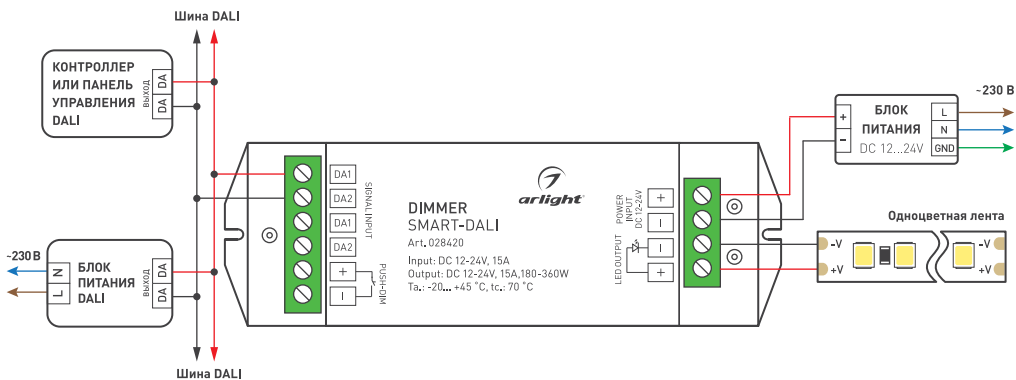 Шина DALI
КОНТРОЛЛЕР
ИЛИ ПАНЕЛЬ
УПРАВЛЕНИЯ
DALI
ВЫХОД
DA
DA
~230 В
БЛОК
ПИТАНИЯ
DC 12...24V
+
−
L
N
GND
DA1
DA2
DA1
DA2
+
−
SIGNAL INPUT
PUSH-DIM
arlight
DIMMER
SMART-DALI
Art. 028420
Input: DC 12-24V, 15A
Output: DC 12-24V, 15A,180-360W
Ta.: -20... +45 ˚C, tc.: 70 ˚C
POWER
INPUT
DC 12-24V
LED OUTPUT
+
−
−
+
Одноцветная лента
-V
+V
-V
+V
~230В
N
L
БЛОК
ПИТАНИЯ
DALI
ВЫХОД
DA
DA
Шина DALI